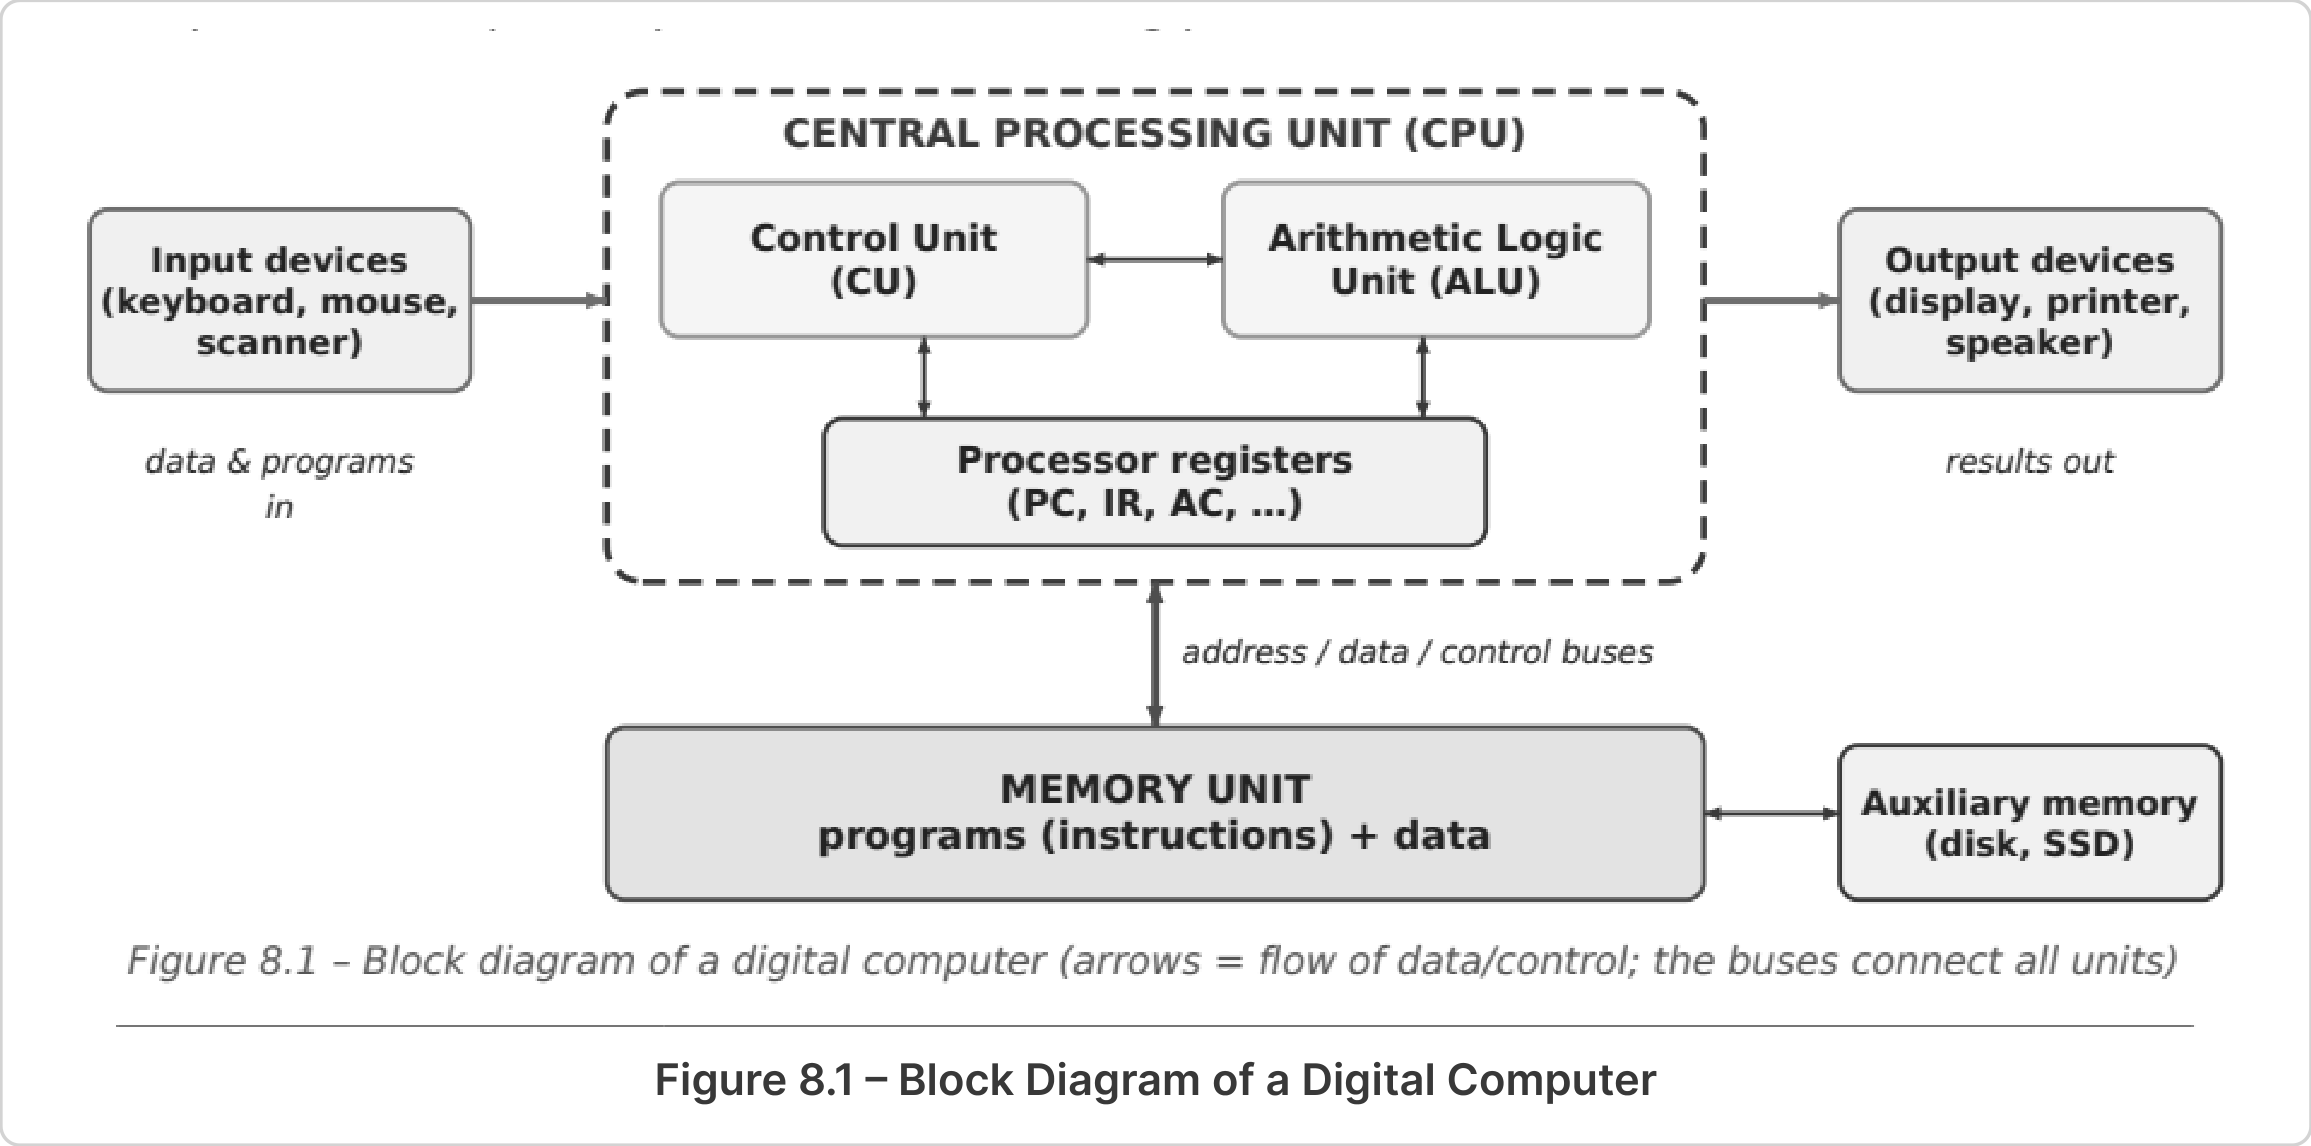 CENTRAL PROCESSING UNIT (CPU)
Control Unit
(CU)
Arithmetic Logic
Unit (ALU)
Input devices
(keyboard, mouse,
scanner)
Output devices
(display, printer,
speaker)
data & programs
in
Processor registers
(PC, IR, AC, ...)
results out
address / data / control buses
MEMORY UNIT
programs (instructions) + data
Auxiliary memory
(disk, SSD)
Figure 8.1 – Block diagram of a digital computer (arrows = flow of data/control; the buses connect all units)
Figure 8.1 – Block Diagram of a Digital Computer